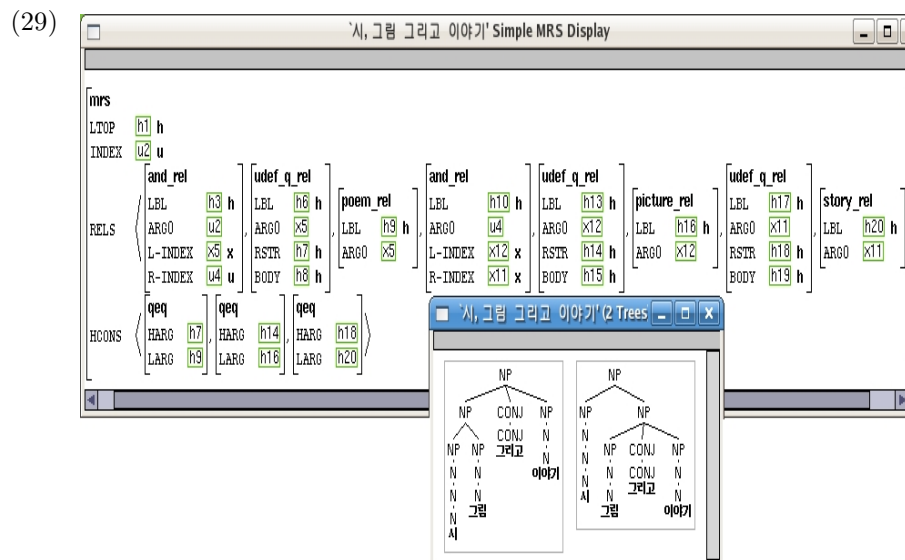 (29)
`시, 그림 그리고 이야기' Simple MRS Display
mrs
LTOP h1 h
INDEX u2 u
RELS
and_rel
LBL h3 h
ARG0 u2
L-INDEX x5 x
R-INDEX u4 u
udef_q_rel
LBL h6 h
ARG0 x5
RSTR h7 h
BODY h8 h
poem_rel
LBL h9 h
ARG0 x5
and_rel
LBL h10 h
ARG0 u4
L-INDEX x12 x
R-INDEX x11 x
udef_q_rel
LBL h13 h
ARG0 x12
RSTR h14 h
BODY h15 h
picture_rel
LBL h16 h
ARG0 x12
udef_q_rel
LBL h17 h
ARG0 x11
RSTR h18 h
BODY h19 h
story_rel
LBL h20 h
ARG0 x11
HCONS
qeq
HARG h7
LARG h9
qeq
HARG h14
LARG h16
qeq
HARG h18
LARG h20
`시, 그림 그리고 이야기' (2 Trees
NP
NP CONJ NP
CONJ N
그리고 N
NP NP 이야기
N N
N N
N 그림
N
시
NP
NP NP
N NP CONJ NP
N N CONJ N
N N 그리고 N
시 그림 이야기